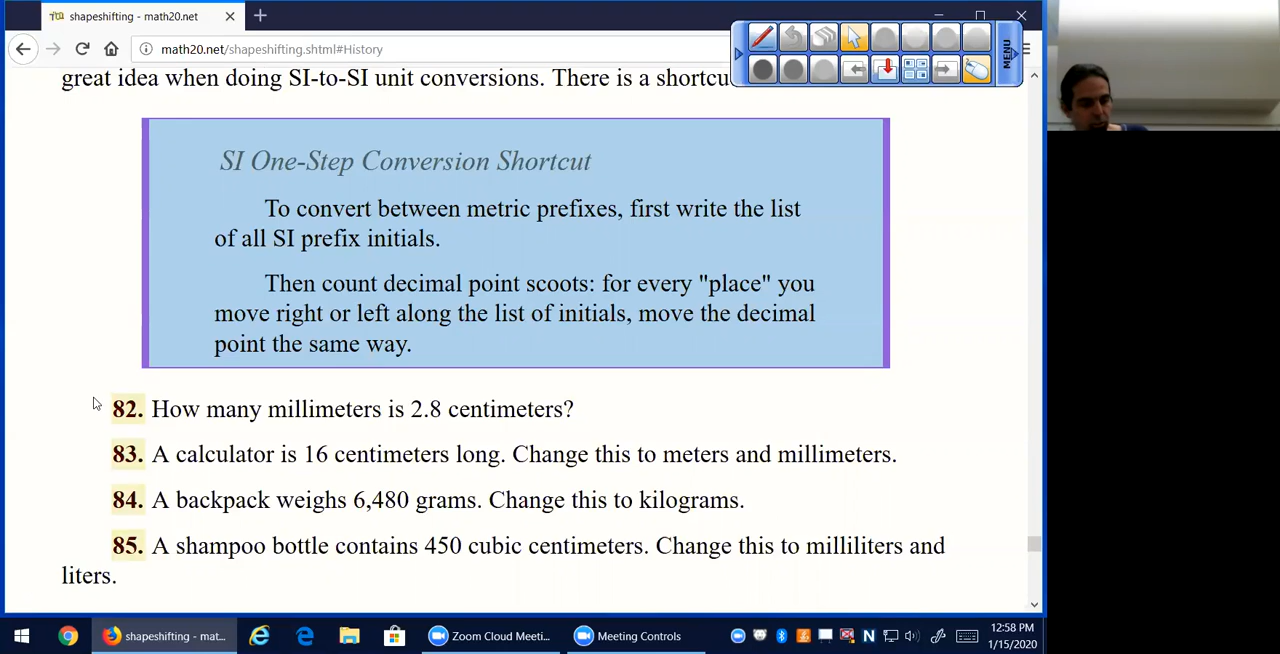 shapeshifting - math20.net
math20.net/shapeshifting.shtml#History
MENU
great idea when doing SI-to-SI unit conversions. There is a shortcu
SI One-Step Conversion Shortcut
To convert between metric prefixes, first write the list
of all SI prefix initials.
Then count decimal point scoots: for every "place" you
move right or left along the list of initials, move the decimal
point the same way.
82. How many millimeters is 2.8 centimeters?
83. A calculator is 16 centimeters long. Change this to meters and millimeters.
84. A backpack weighs 6,480 grams. Change this to kilograms.
85. A shampoo bottle contains 450 cubic centimeters. Change this to milliliters and
liters.
shapeshifting - mat...
Zoom Cloud Meeti...
Meeting Controls
12:58 PM
1/15/2020